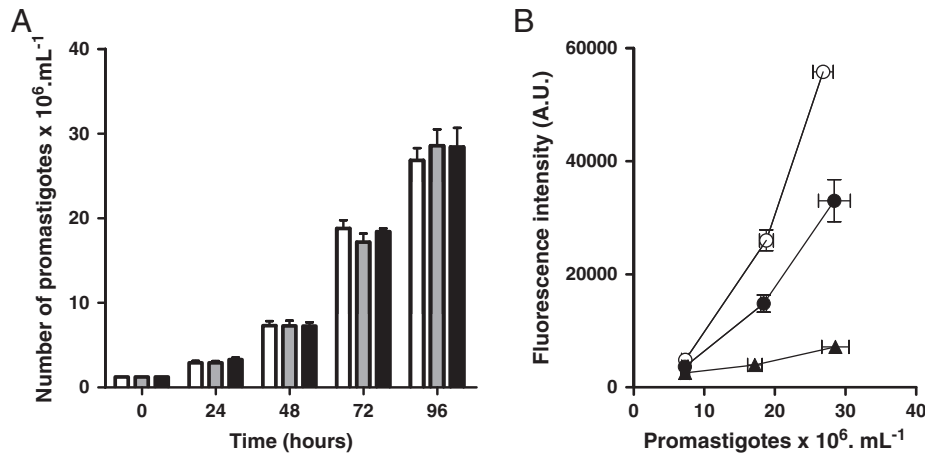 A
Number of promastigotes x 10⁶.mL⁻¹
40
30
20
10
0
0 24 48 72 96
Time (hours)
B
Fluorescence intensity (A.U.)
60000
40000
20000
0
0 10 20 30 40
Promastigotes x 10⁶. mL⁻¹